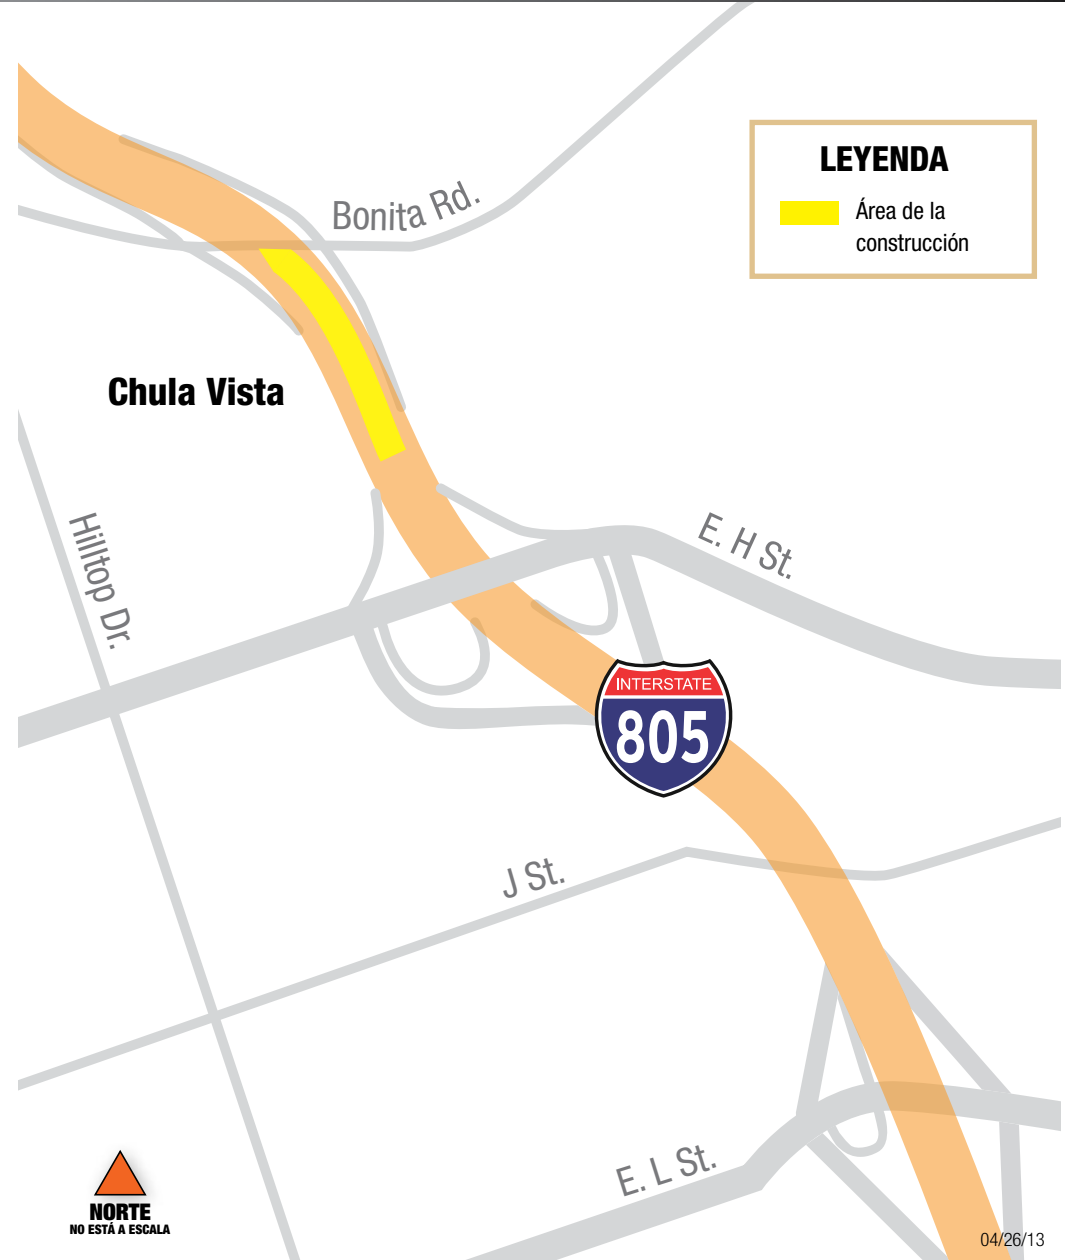 Bonita Rd.
LEYENDA
Área de la
construcción
Chula Vista
Hilltop Dr.
E. H St.
INTERSTATE
805
J St.
E. L St.
NORTE
NO ESTÁ A ESCALA
04/26/13